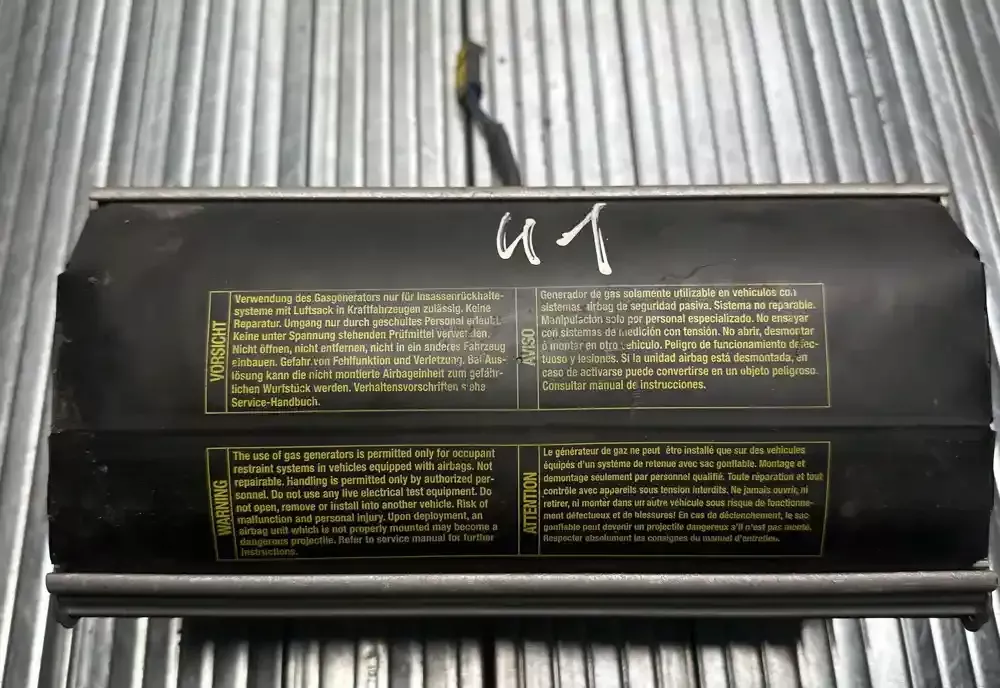 41
VORSICHT
Verwendung des Gasgenerators nur für Insassenrückhalte-
systeme mit Luftsack in Kraftfahrzeugen zulässig. Keine
Reparatur. Umgang nur durch geschultes Personal erlaubt.
Keine unter Spannung stehenden Prüfmittel verwenden.
Nicht öffnen, nicht entfernen, nicht in ein anderes Fahrzeug
einbauen. Gefahr von Fehlfunktion und Verletzung. Bei Aus-
lösung kann die nicht montierte Airbageinheit zum gefähr-
lichen Wurfstück werden. Verhaltensvorschriften siehe
Service-Handbuch.
AVISO
Generador de gas solamente utilizable en vehiculos con
sistemas airbag de seguridad pasiva. Sistema no reparable.
Manipulación solo por personal especializado. No ensayar
con sistemas de medición con tensión. No abrir, desmontar
ó montar en otro vehiculo. Peligro de funcionamiento defec-
tuoso y lesiones. Si la unidad airbag está desmontada, en
caso de activarse puede convertirse en un objeto peligroso.
Consultar manual de instrucciones.
WARNING
The use of gas generators is permitted only for occupant
restraint systems in vehicles equipped with airbags. Not
repairable. Handling is permitted only by authorized per-
sonnel. Do not use any live electrical test equipment. Do
not open, remove or install into another vehicle. Risk of
malfunction and personal injury. Upon deployment, an
airbag unit which is not properly mounted may become a
dangerous projectile. Refer to service manual for further
instructions.
ATTENTION
Le générateur de gaz ne peut être installé que sur des vehicules
équipés d'un système de retenue avec sac gonflable. Montage et
demontage seulement par personnel qualifié. Toute réparation et tout
contrôle avec appareils sous tension interdits. Ne jamais ouvrir, ni
retirer, ni monter dans un autre véhicule sous risque de fonctionne-
ment défectueux et de blessures! En cas de déclenchement, le sac
gonflable peut devenir un projectile dangereux s'il n'est pas monté.
Respecter absolument les consignes du manuel d'entretien.